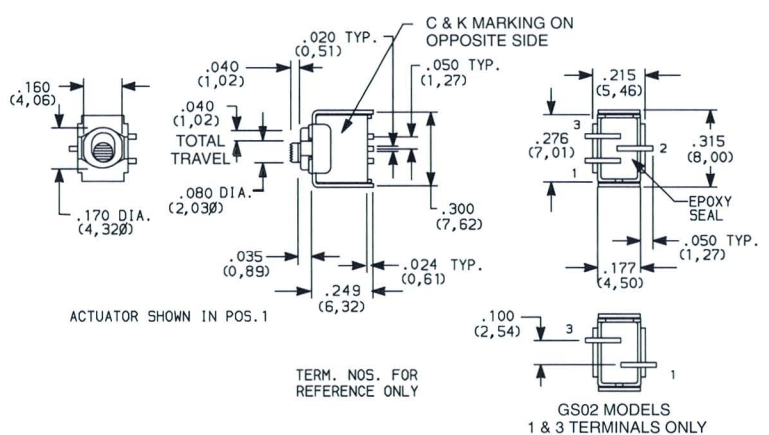 C & K MARKING ON
OPPOSITE SIDE
.020 TYP.
(0,51)
.050 TYP.
(1,27)
.040
(1,02)
.160
(4,06)
.040
(1,02)
TOTAL
TRAVEL
.080 DIA.
(2,03Ø)
.170 DIA.
(4,32Ø)
.300
(7,62)
.035
(0,89)
.024 TYP.
(0,61)
.249
(6,32)
.215
(5,46)
3
.276
(7,01)
2
1
.315
(8,00)
EPOXY
SEAL
.050 TYP.
(1,27)
.177
(4,50)
ACTUATOR SHOWN IN POS.1
.100
(2,54)
3
1
TERM. NOS. FOR
REFERENCE ONLY
GS02 MODELS
1 & 3 TERMINALS ONLY